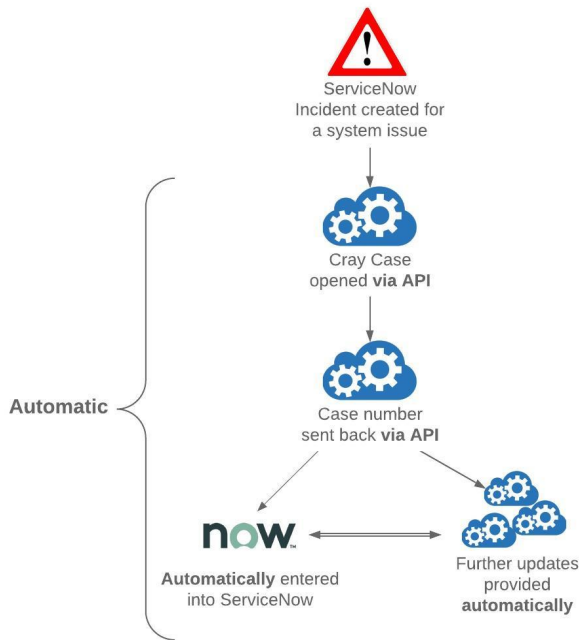 ServiceNow
Incident created for
a system issue
Cray Case
opened via API
Case number
sent back via API
Automatic
now™
Automatically entered
into ServiceNow
Further updates
provided
automatically